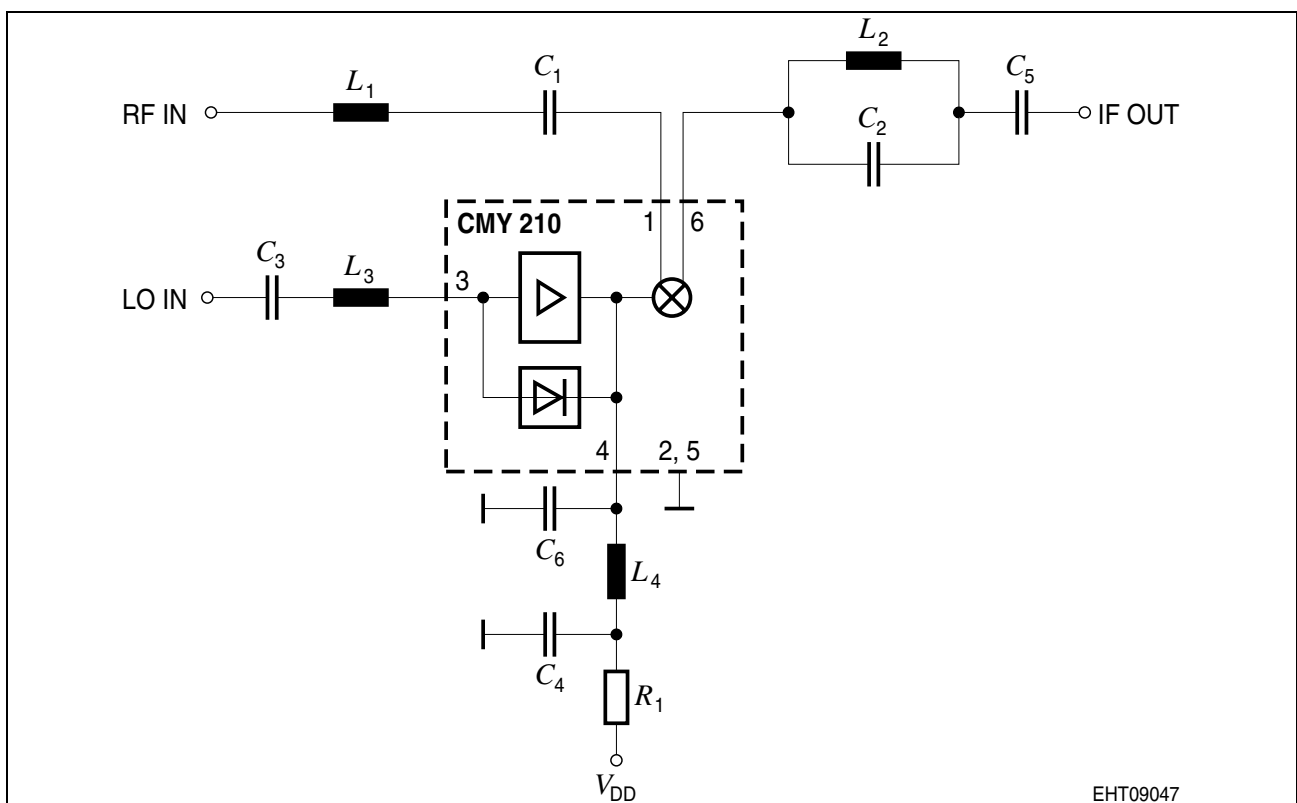 L2
L1
C1
C5
RF IN
C2
IF OUT
CMY 210
1
6
C3
L3
3
LO IN
4
2, 5
C6
L4
C4
R1
VDD
EHT09047